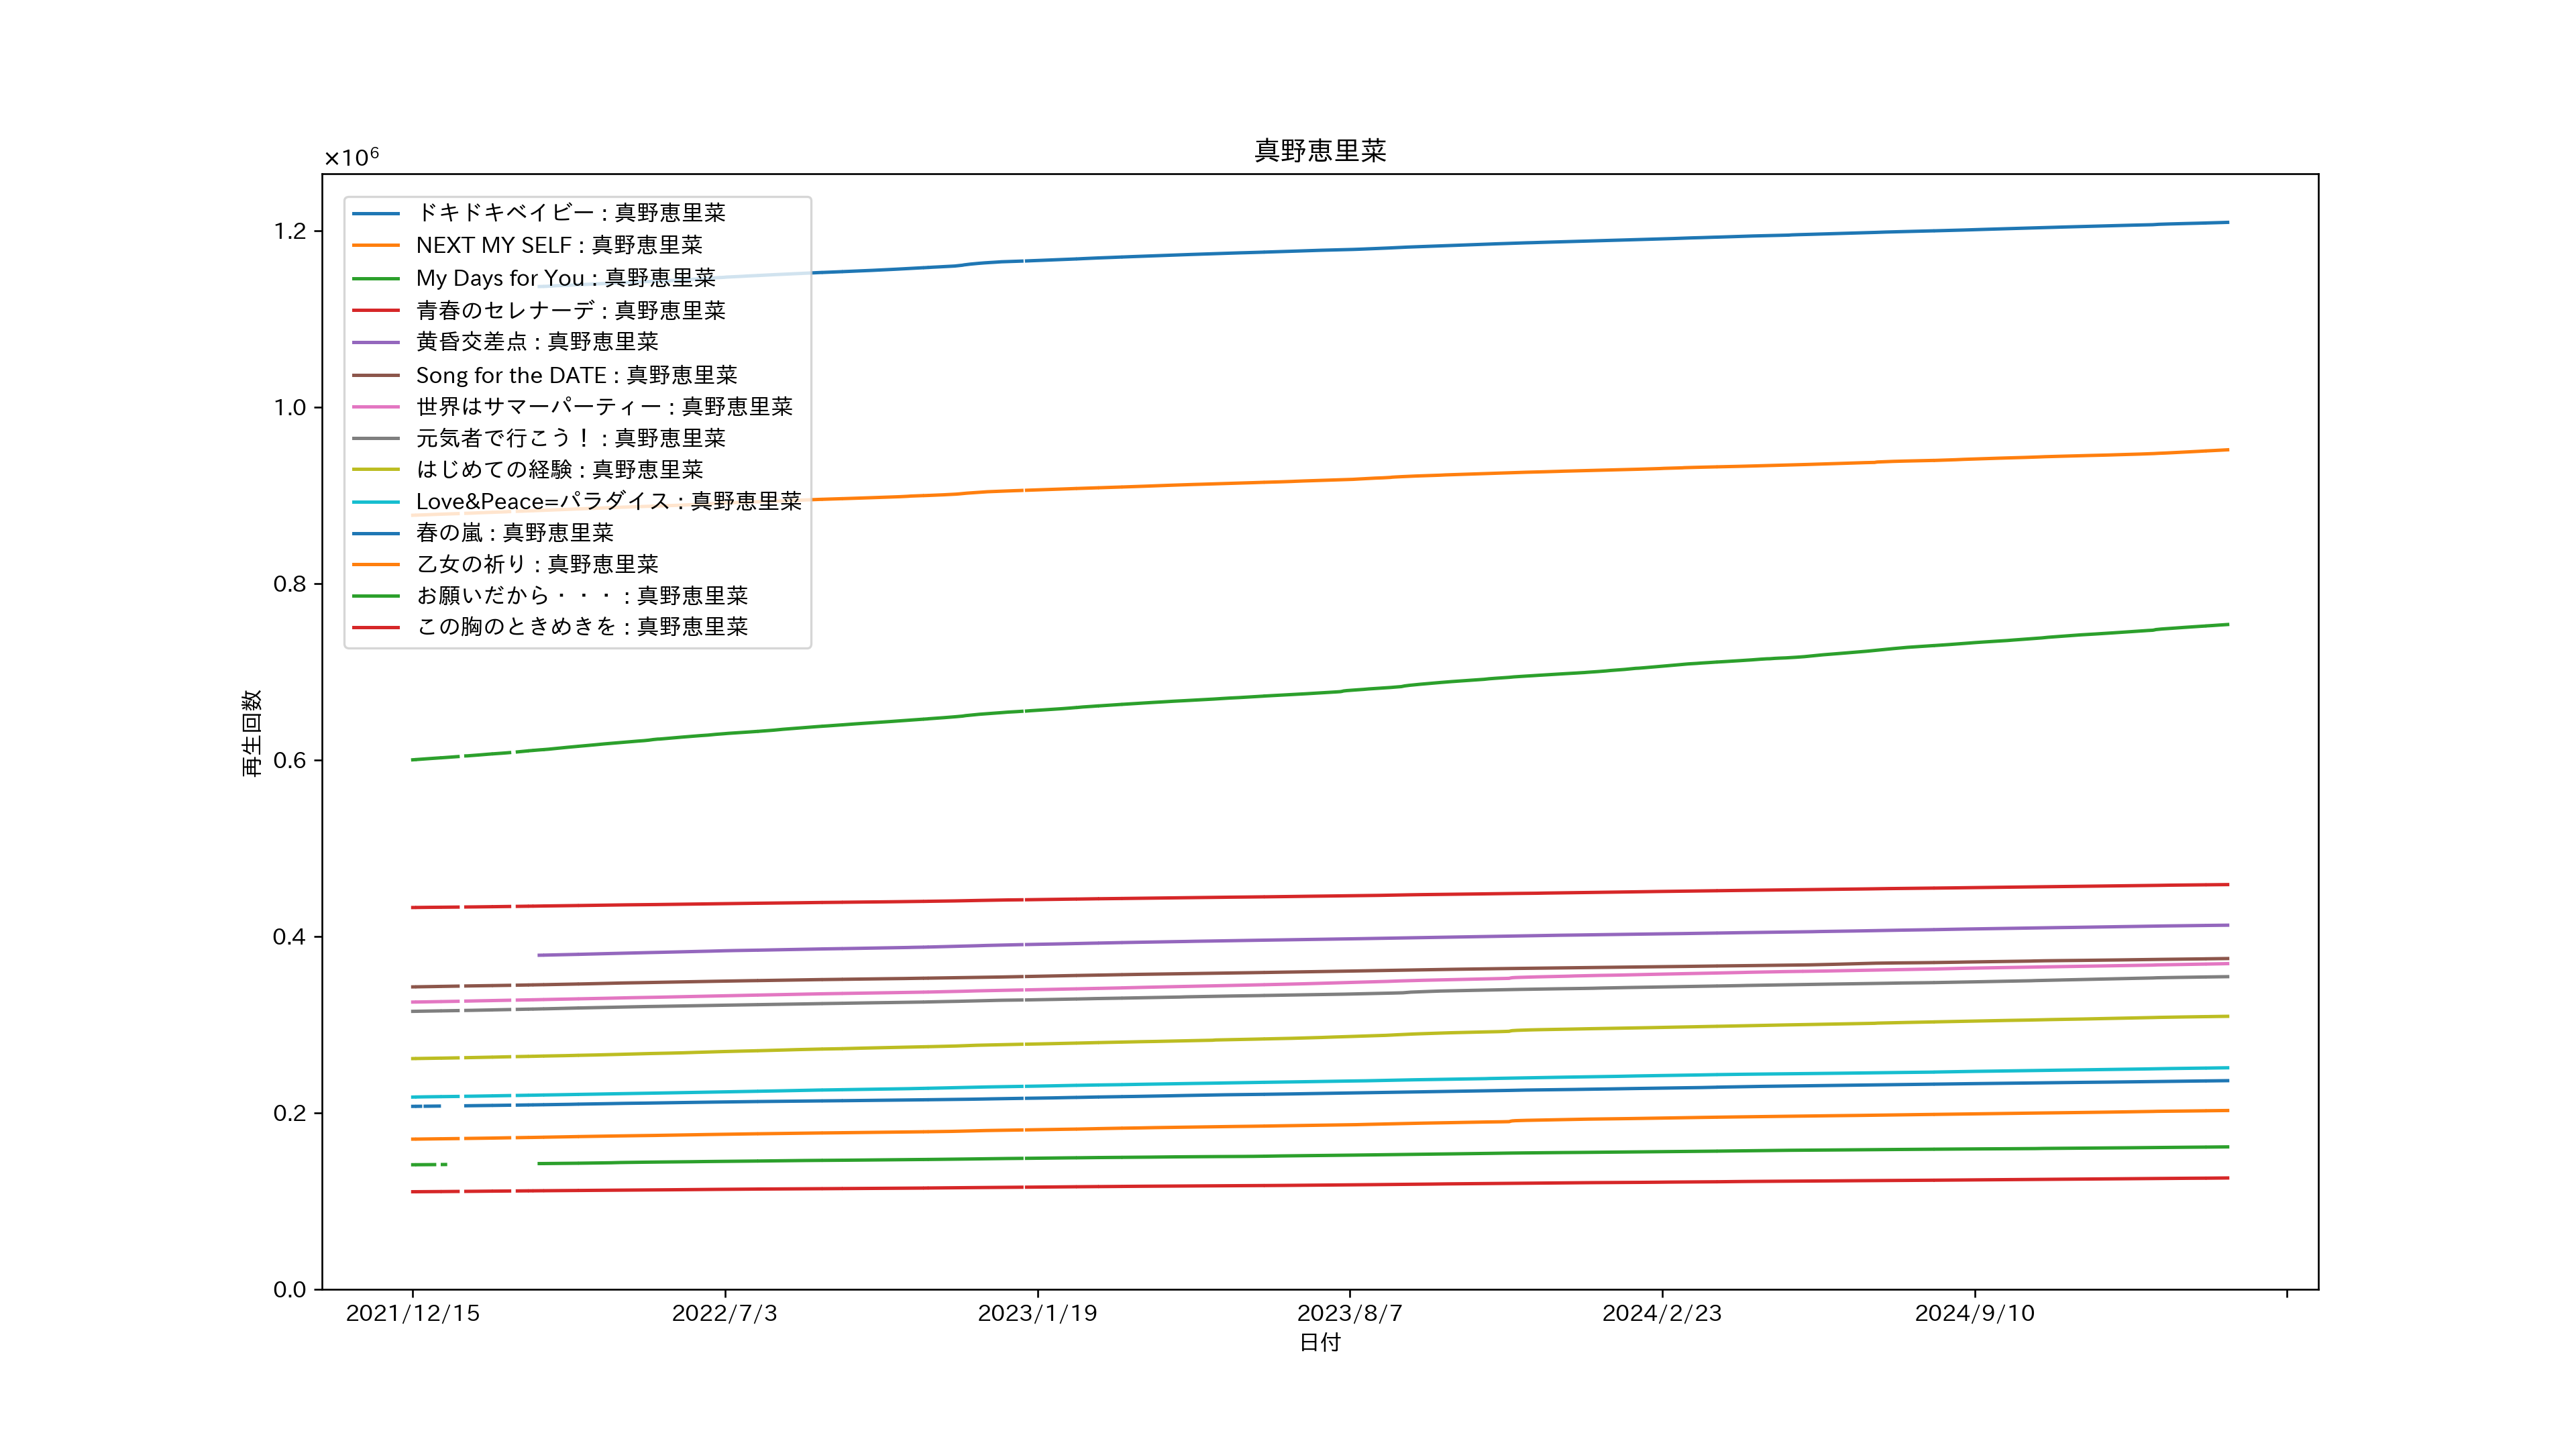 真野恵里菜
×10⁶
ドキドキベイビー : 真野恵里菜
NEXT MY SELF : 真野恵里菜
My Days for You : 真野恵里菜
青春のセレナーデ : 真野恵里菜
黄昏交差点 : 真野恵里菜
Song for the DATE : 真野恵里菜
世界はサマーパーティー : 真野恵里菜
元気者で行こう！ : 真野恵里菜
はじめての経験 : 真野恵里菜
Love&Peace=パラダイス : 真野恵里菜
春の嵐 : 真野恵里菜
乙女の祈り : 真野恵里菜
お願いだから・・・ : 真野恵里菜
この胸のときめきを : 真野恵里菜
1.2
1.0
0.8
0.6
0.4
0.2
0.0
再生回数
2021/12/15
2022/7/3
2023/1/19
2023/8/7
2024/2/23
2024/9/10
日付